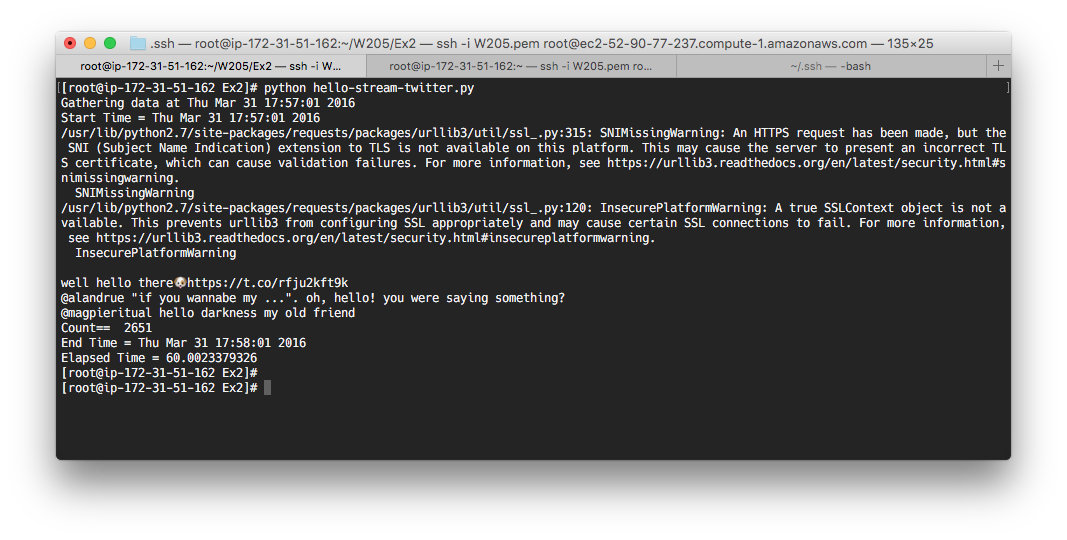 .ssh — root@ip-172-31-51-162:~/W205/Ex2 — ssh -i W205.pem root@ec2-52-90-77-237.compute-1.amazonaws.com — 135×25
root@ip-172-31-51-162:~/W205/Ex2 — ssh -i W... root@ip-172-31-51-162:~ — ssh -i W205.pem ro... ~/.ssh — -bash +
[[root@ip-172-31-51-162 Ex2]# python hello-stream-twitter.py ]
Gathering data at Thu Mar 31 17:57:01 2016
Start Time = Thu Mar 31 17:57:01 2016
/usr/lib/python2.7/site-packages/requests/packages/urllib3/util/ssl_.py:315: SNIMissingWarning: An HTTPS request has been made, but the
SNI (Subject Name Indication) extension to TLS is not available on this platform. This may cause the server to present an incorrect TL
S certificate, which can cause validation failures. For more information, see https://urllib3.readthedocs.org/en/latest/security.html#s
nimissingwarning.
SNIMissingWarning
/usr/lib/python2.7/site-packages/requests/packages/urllib3/util/ssl_.py:120: InsecurePlatformWarning: A true SSLContext object is not a
vailable. This prevents urllib3 from configuring SSL appropriately and may cause certain SSL connections to fail. For more information,
see https://urllib3.readthedocs.org/en/latest/security.html#insecureplatformwarning.
InsecurePlatformWarning
well hello there🐶https://t.co/rfju2kft9k
@alandrue "if you wannabe my ...". oh, hello! you were saying something?
@magpieritual hello darkness my old friend
Count==  2651
End Time = Thu Mar 31 17:58:01 2016
Elapsed Time = 60.0023379326
[root@ip-172-31-51-162 Ex2]#
[root@ip-172-31-51-162 Ex2]#